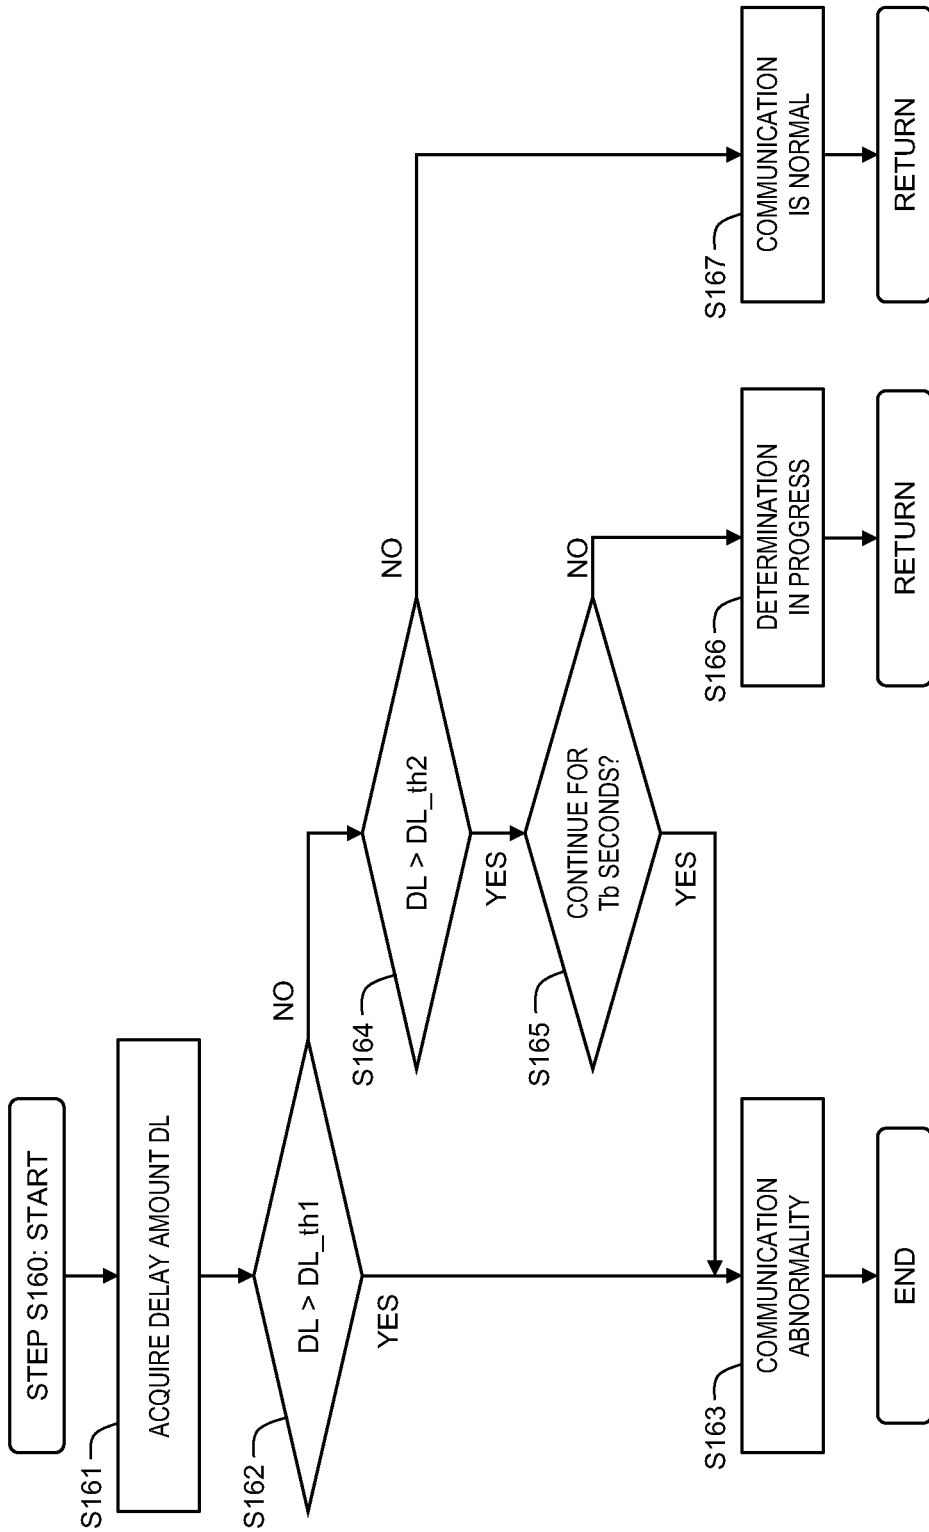 STEP S160: START
S161
ACQUIRE DELAY AMOUNT DL
S162
DL > DL_th1
NO
YES
S164
DL > DL_th2
NO
YES
S165
CONTINUE FOR
Tb SECONDS?
NO
YES
S163
COMMUNICATION
ABNORMALITY
S166
DETERMINATION
IN PROGRESS
S167
COMMUNICATION
IS NORMAL
END
RETURN
RETURN